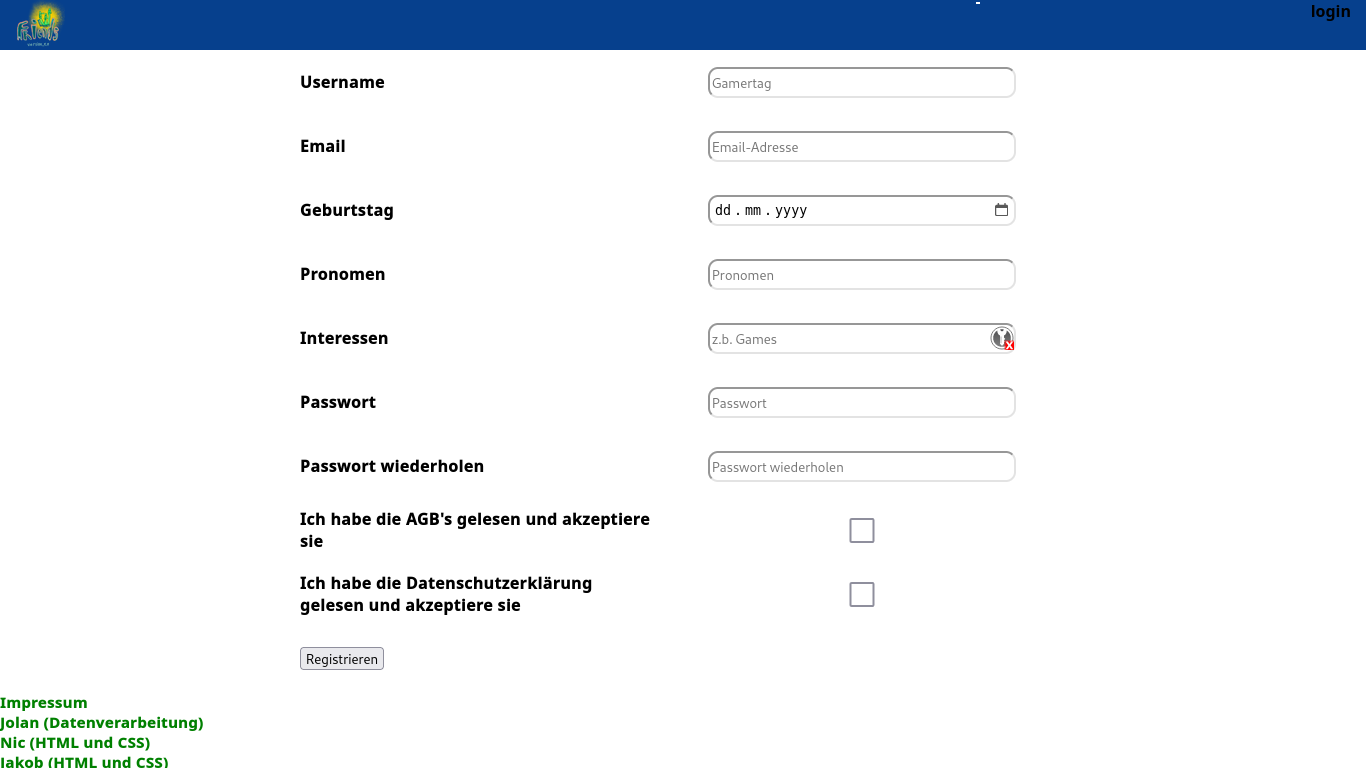 login
Username
Gamertag
Email
Email-Adresse
Geburtstag
dd . mm . yyyy
Pronomen
Pronomen
Interessen
z.b. Games
Passwort
Passwort
Passwort wiederholen
Passwort wiederholen
Ich habe die AGB's gelesen und akzeptiere
sie
Ich habe die Datenschutzerklärung
gelesen und akzeptiere sie
Registrieren
Impressum
Jolan (Datenverarbeitung)
Nic (HTML und CSS)
Jakob (HTML und CSS)